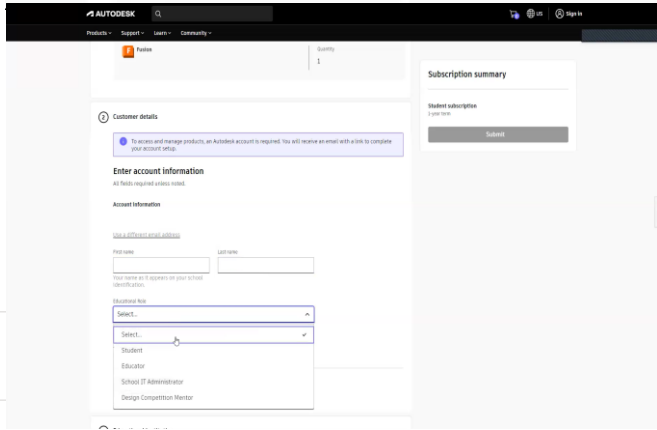 AUTODESK
US
Sign in
Products
Support
Learn
Community
Fusion
Quantity
1
2
Customer details
To access and manage products, an Autodesk account is required. You will receive an email with a link to complete
your account setup.
Enter account information
All fields required unless noted.
Account Information
Use a different email address
First name
Last name
Your name as it appears on your school
identification.
Educational Role
Select...
Select...
Student
Educator
School IT Administrator
Design Competition Mentor
Subscription summary
Student subscription
1-year term
Submit